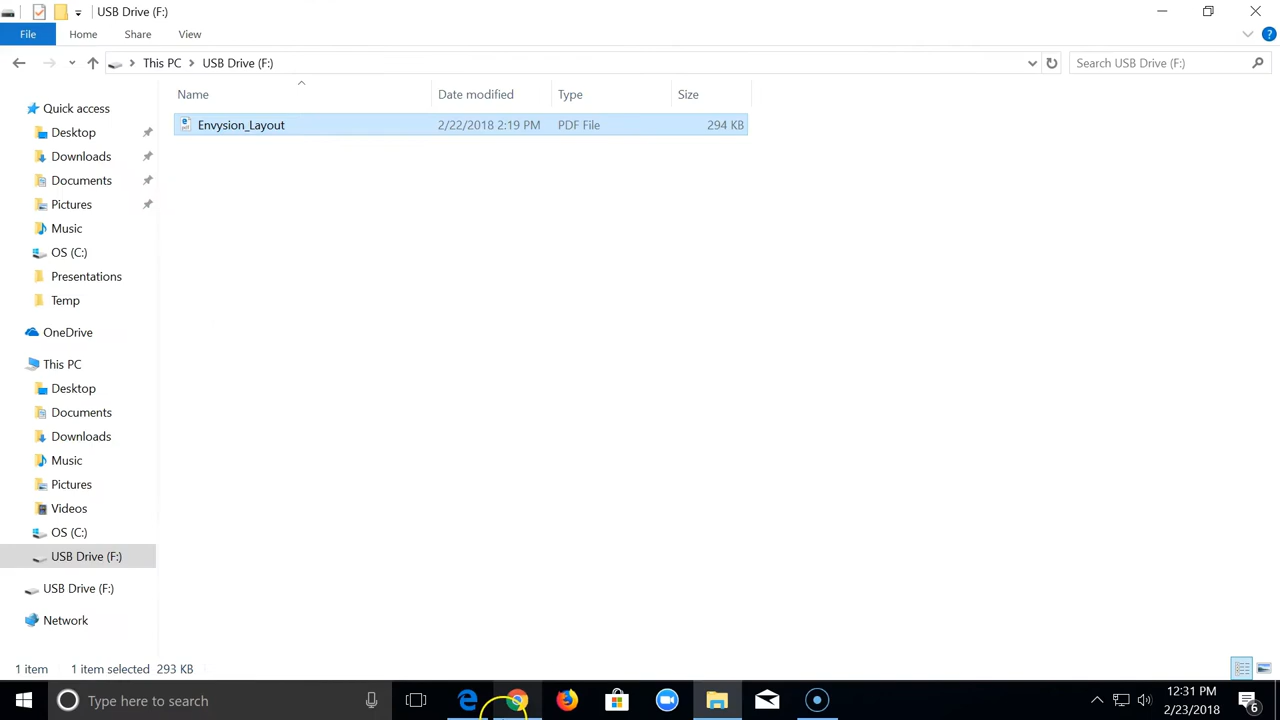 USB Drive (F:)
File Home Share View
This PC USB Drive (F:) Search USB Drive (F:)
Name Date modified Type Size
Envysion_Layout 2/22/2018 2:19 PM PDF File 294 KB
Quick access
Desktop
Downloads
Documents
Pictures
Music
OS (C:)
Presentations
Temp
OneDrive
This PC
Desktop
Documents
Downloads
Music
Pictures
Videos
OS (C:)
USB Drive (F:)
USB Drive (F:)
Network
1 item 1 item selected 293 KB
Type here to search
12:31 PM
2/23/2018
6